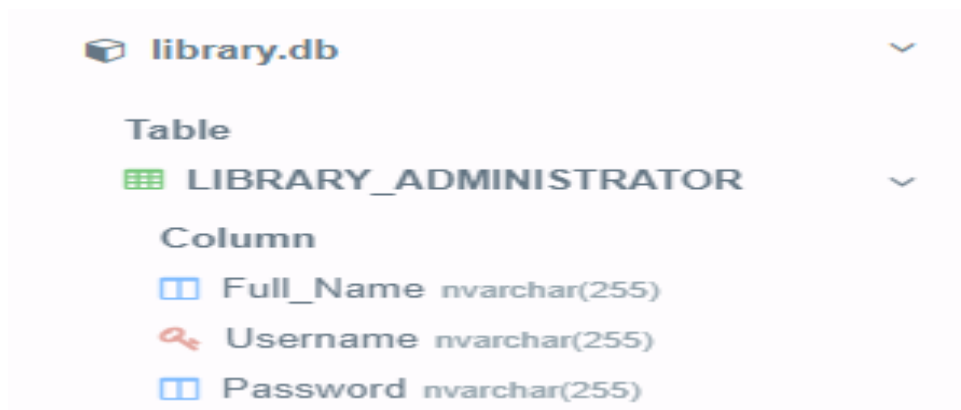 library.db
Table
LIBRARY_ADMINISTRATOR
Column
Full_Name nvarchar(255)
Username nvarchar(255)
Password nvarchar(255)